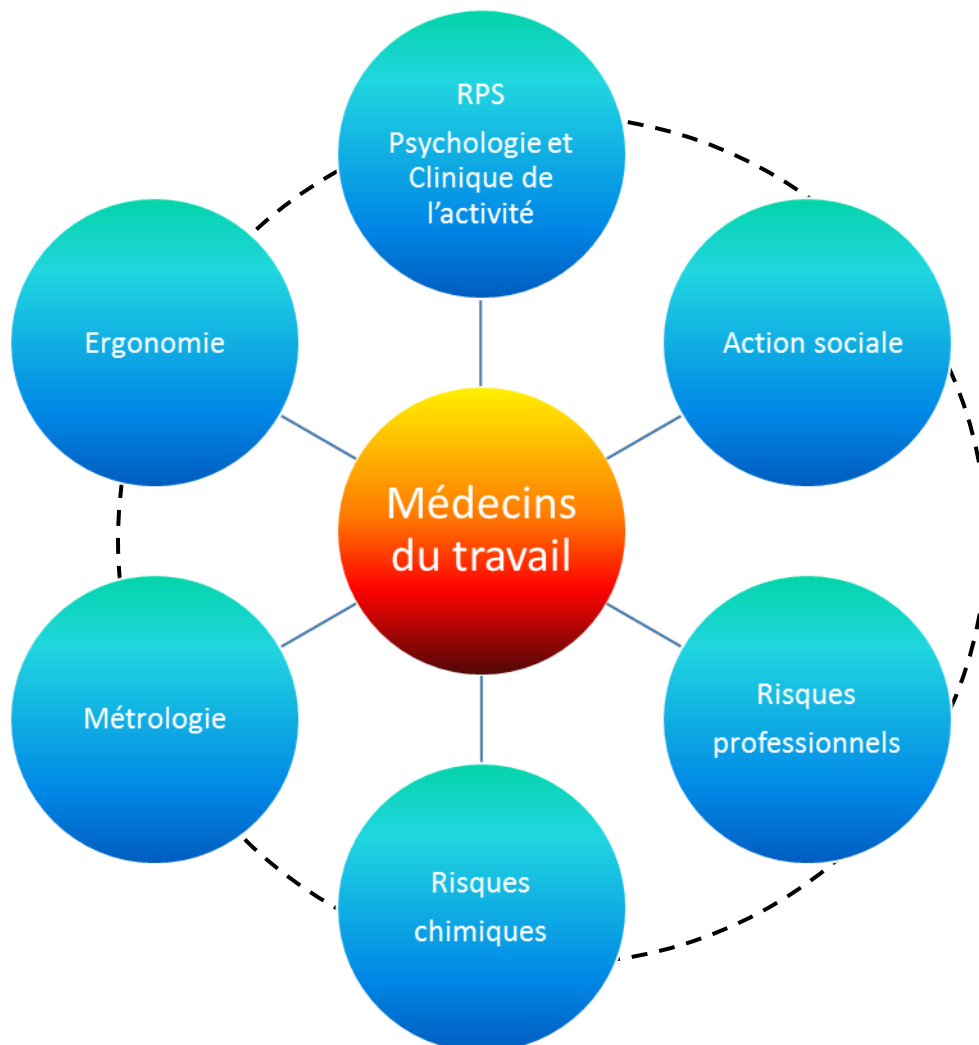 RPS
Psychologie et
Clinique de
l’activité
Ergonomie
Action sociale
Médecins
du travail
Métrologie
Risques
professionnels
Risques
chimiques